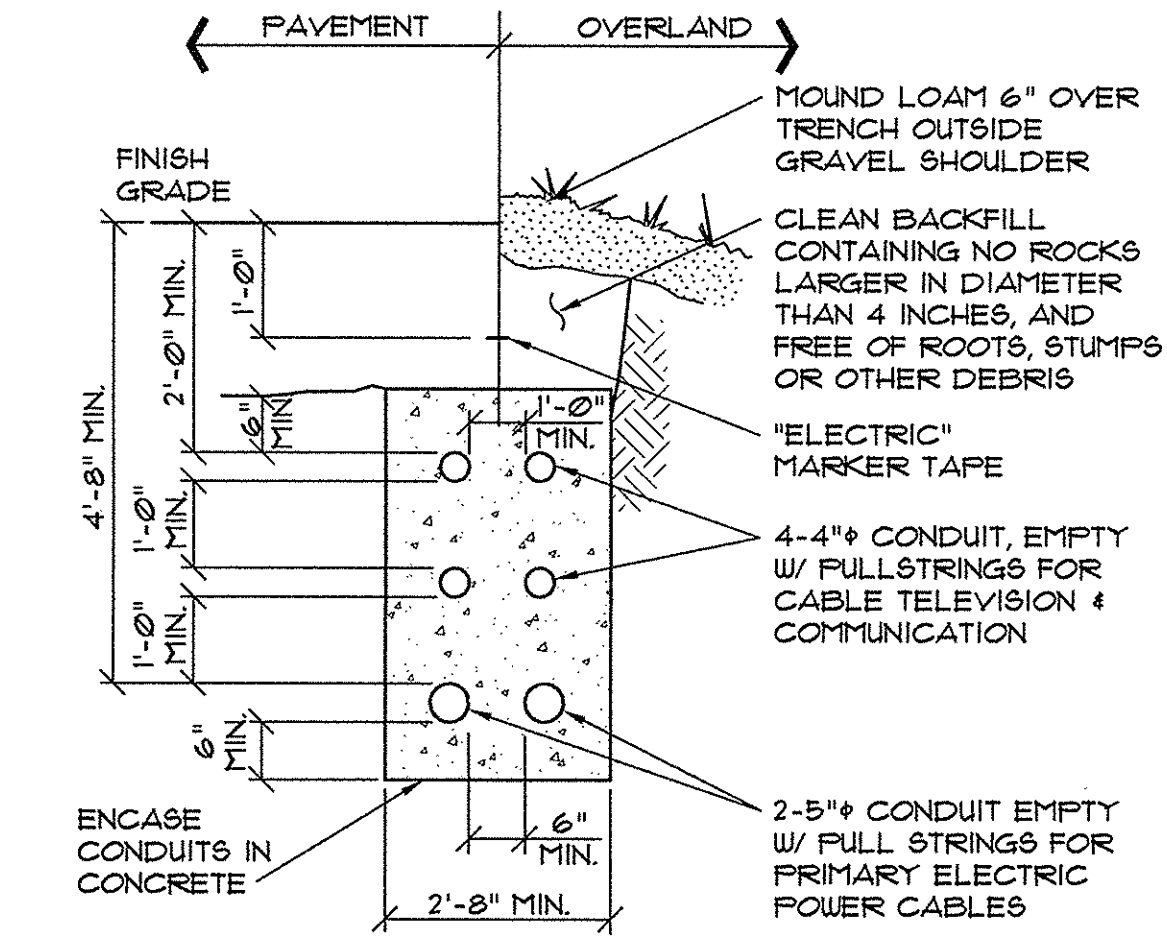 PAVEMENT
OVERLAND
MOUND LOAM 6" OVER
TRENCH OUTSIDE
GRAVEL SHOULDER
FINISH
GRADE
CLEAN BACKFILL
CONTAINING NO ROCKS
LARGER IN DIAMETER
THAN 4 INCHES, AND
FREE OF ROOTS, STUMPS
OR OTHER DEBRIS
1'-0"
2'-0" MIN.
4'-8" MIN.
6"
MIN
1'-0"
MIN.
"ELECTRIC"
MARKER TAPE
1'-0"
MIN.
1'-0"
MIN.
4-4"φ CONDUIT, EMPTY
W/ PULLSTRINGS FOR
CABLE TELEVISION &
COMMUNICATION
6"
MIN.
ENCASE
CONDUITS IN
CONCRETE
6"
MIN.
2'-8" MIN.
2-5"φ CONDUIT EMPTY
W/ PULL STRINGS FOR
PRIMARY ELECTRIC
POWER CABLES